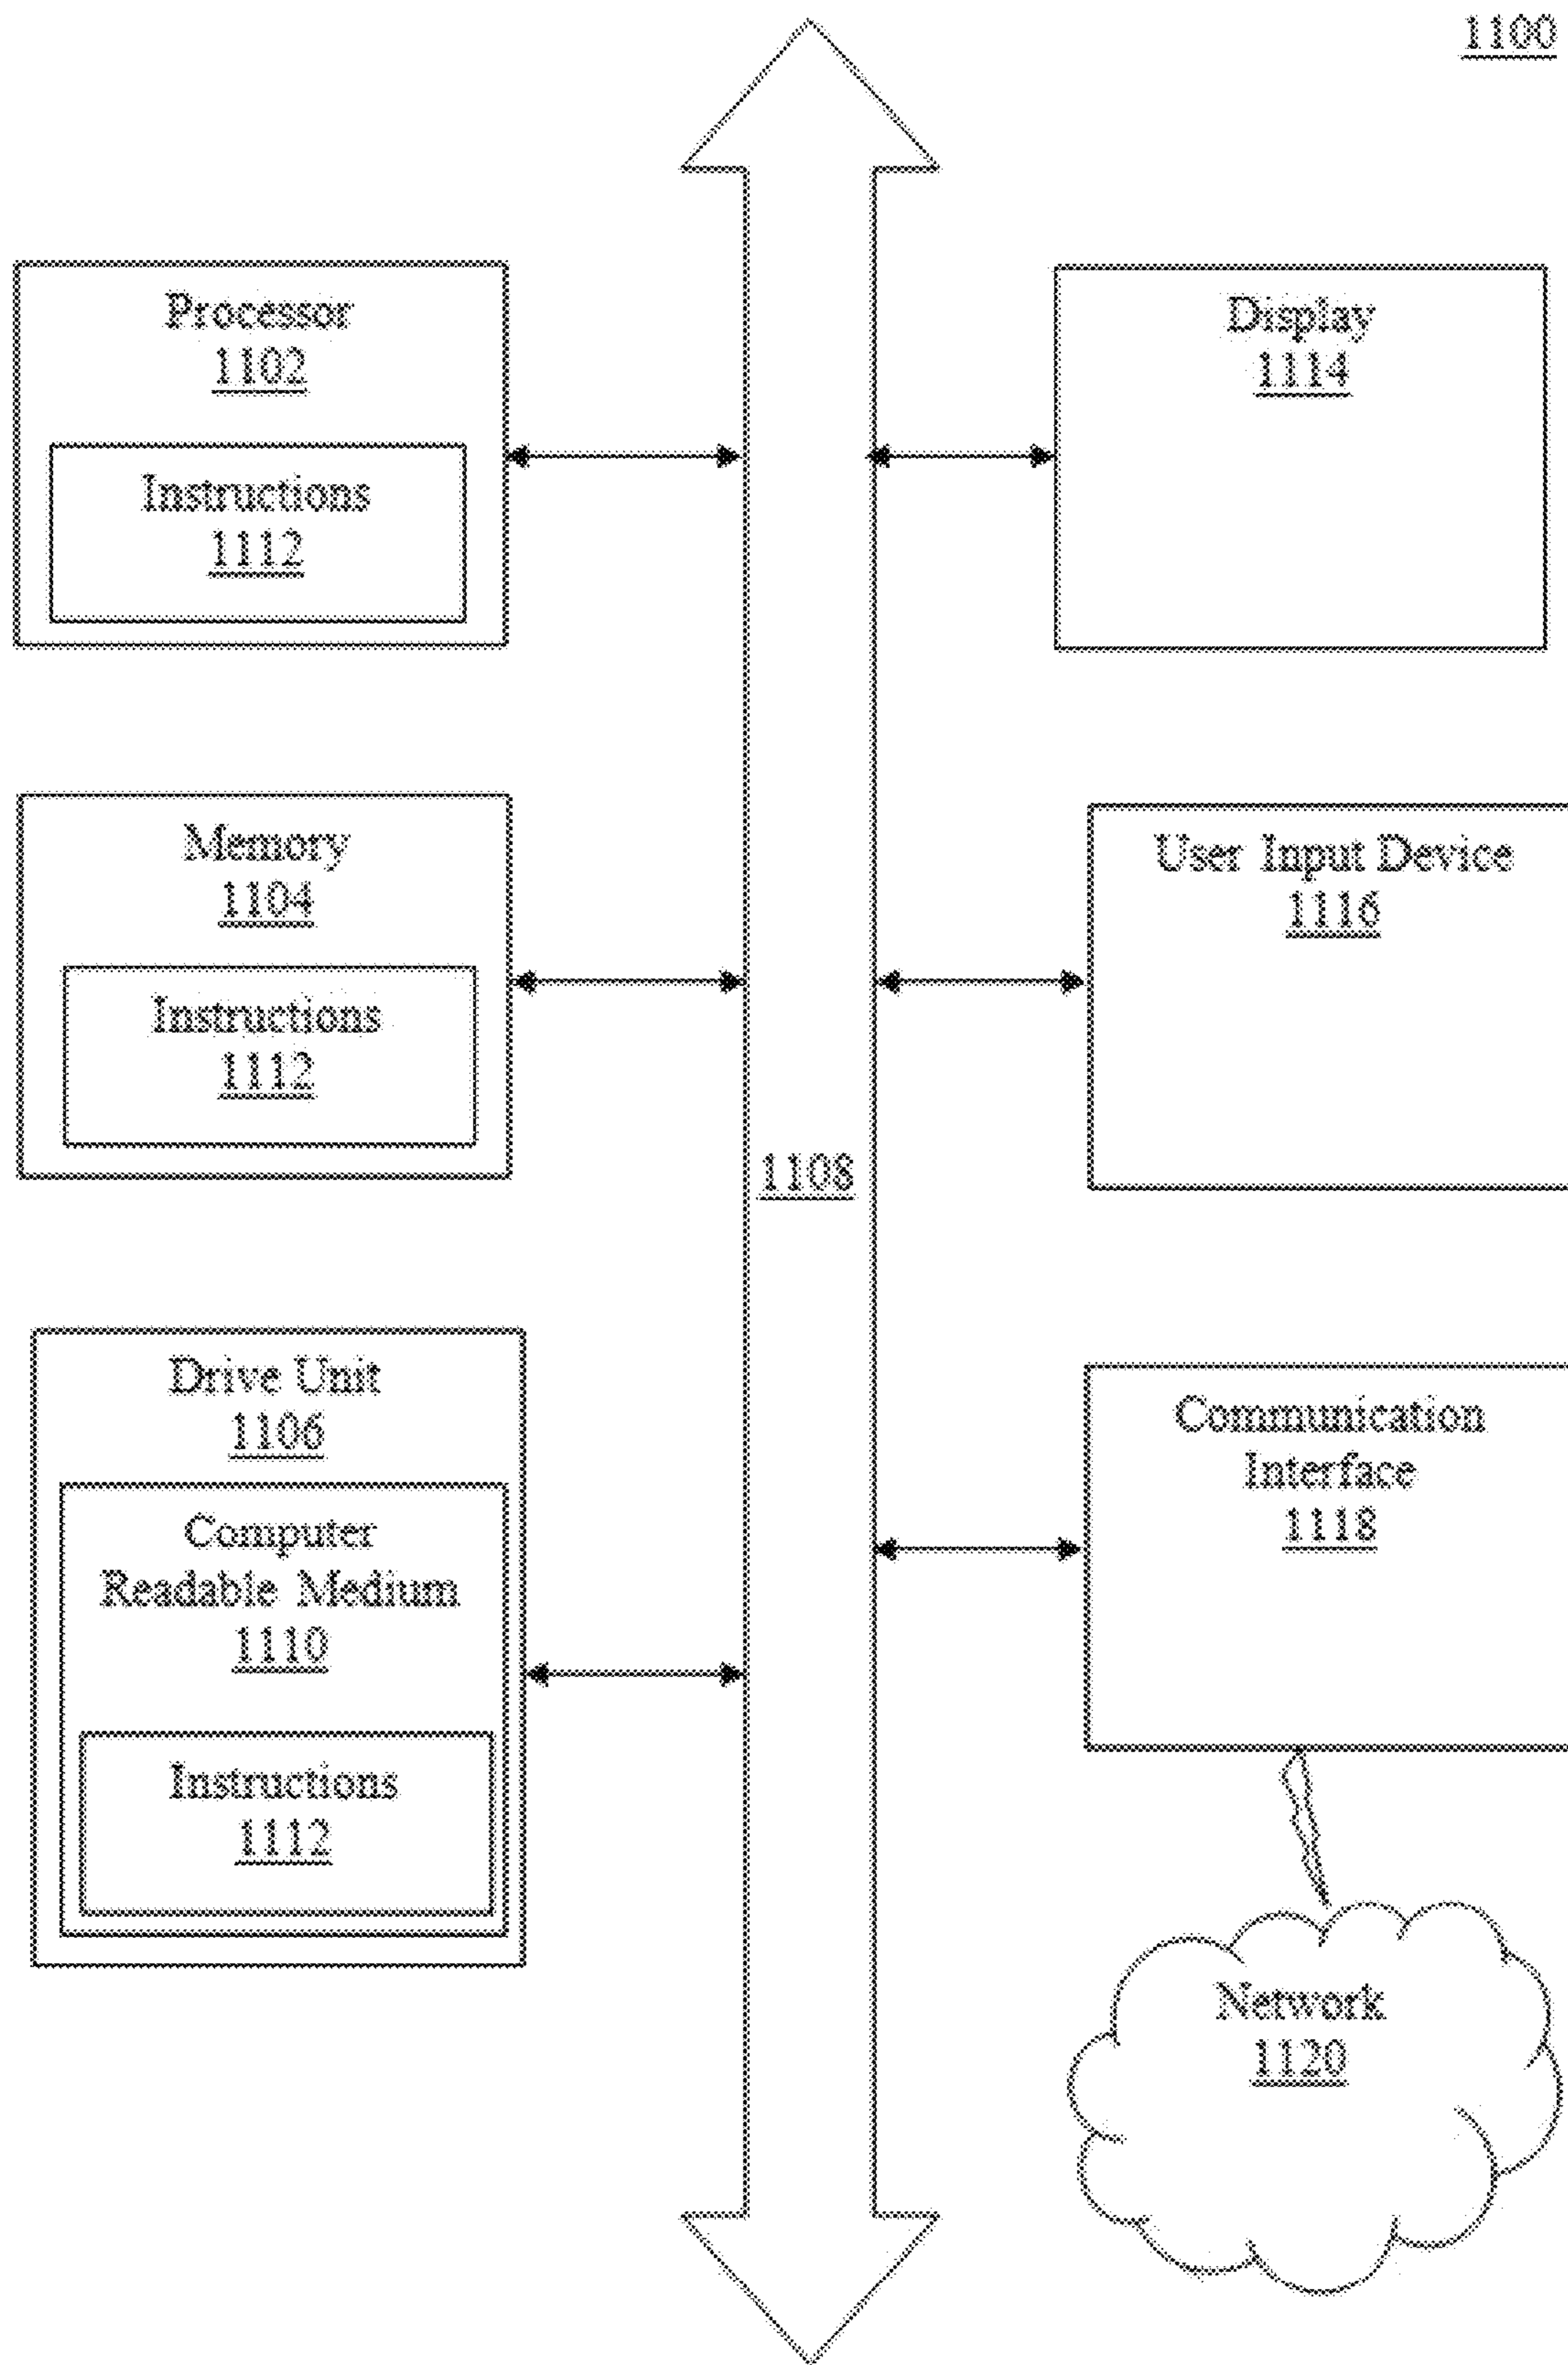 1100
Processor
1102
Instructions
1112
Display
1114
Memory
1104
Instructions
1112
User Input Device
1116
1108
Drive Unit
1106
Computer
Readable Medium
1110
Instructions
1112
Communication
Interface
1118
Network
1120